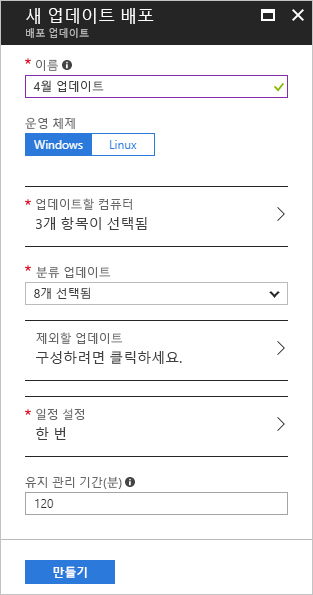 새 업데이트 배포
배포 업데이트
* 이름
4월 업데이트
운영 체제
Windows Linux
* 업데이트할 컴퓨터
3개 항목이 선택됨
* 분류 업데이트
8개 선택됨
제외할 업데이트
구성하려면 클릭하세요.
* 일정 설정
한 번
유지 관리 기간(분)
120
만들기